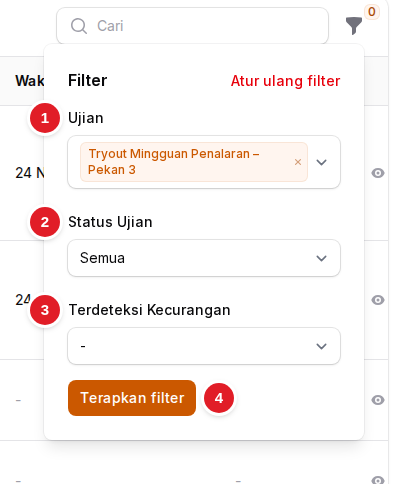 Cari
0
Wak
Filter
Atur ulang filter
1
Ujian
Tryout Mingguan Penalaran –
Pekan 3
×
24 N
2
Status Ujian
Semua
24
3
Terdeteksi Kecurangan
-
-
Terapkan filter
4
-
-